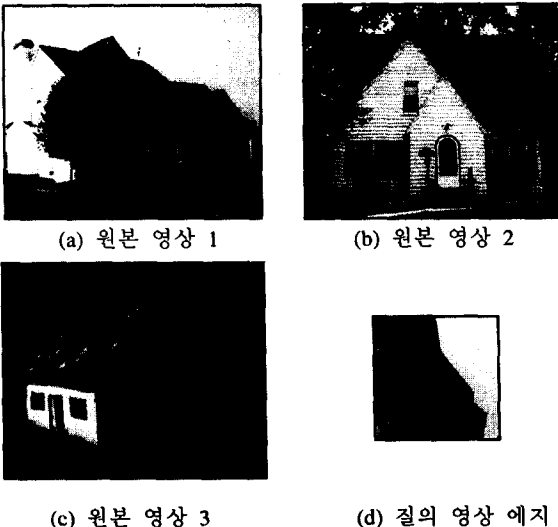 (a) 원본 영상 1
(b) 원본 영상 2
(c) 원본 영상 3
(d) 질의 영상 에지